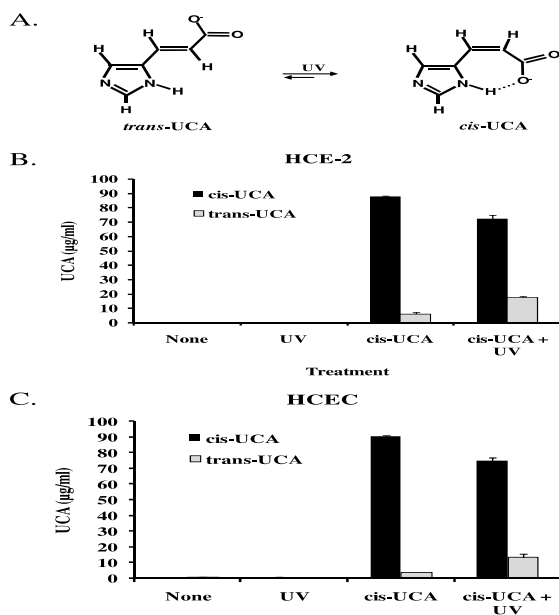 A.
O-
H
O
H
N
N
H
H
H
trans-UCA
UV
H
H
O
O-
H
N
N
H
H
cis-UCA
B.
HCE-2
UCA (µg/ml)
100
90
80
70
60
50
40
30
20
10
0
cis-UCA
trans-UCA
None
UV
cis-UCA
cis-UCA +
UV
Treatment
C.
HCEC
UCA (µg/ml)
100
90
80
70
60
50
40
30
20
10
0
cis-UCA
trans-UCA
None
UV
cis-UCA
cis-UCA +
UV